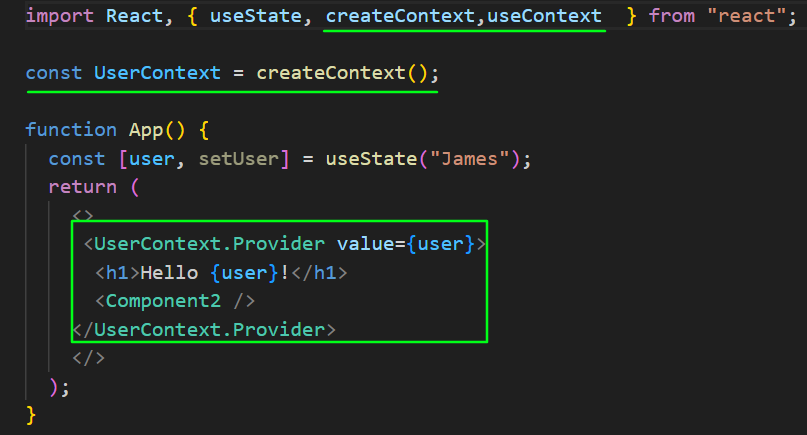 import React, { useState, createContext,useContext  } from "react";
const UserContext = createContext();
function App() {
  const [user, setUser] = useState("James");
  return (
    <>
     <UserContext.Provider value={user}>
      <h1>Hello {user}!</h1>
      <Component2 />
    </UserContext.Provider>
    </>
  );
}